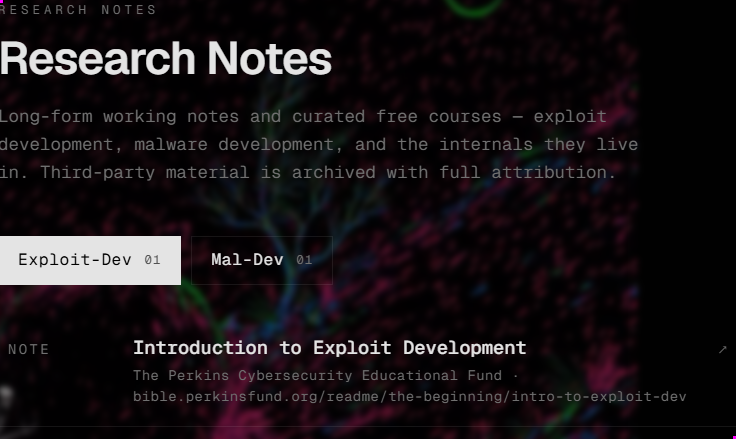 RESEARCH NOTES
Research Notes
Long-form working notes and curated free courses — exploit
development, malware development, and the internals they live
in. Third-party material is archived with full attribution.
Exploit-Dev 01 Mal-Dev 01
NOTE Introduction to Exploit Development ↗
The Perkins Cybersecurity Educational Fund ·
bible.perkinsfund.org/readme/the-beginning/intro-to-exploit-dev